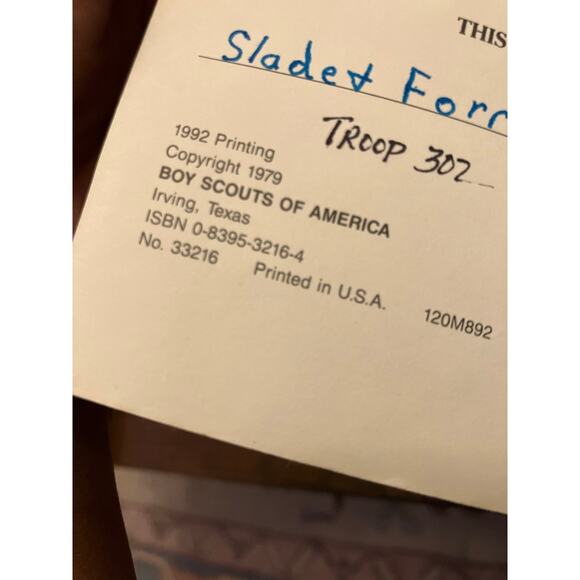 THIS
Slade & Forr
TROOP 302
1992 Printing
Copyright 1979
BOY SCOUTS OF AMERICA
Irving, Texas
ISBN 0-8395-3216-4
No. 33216 Printed in U.S.A. 120M892